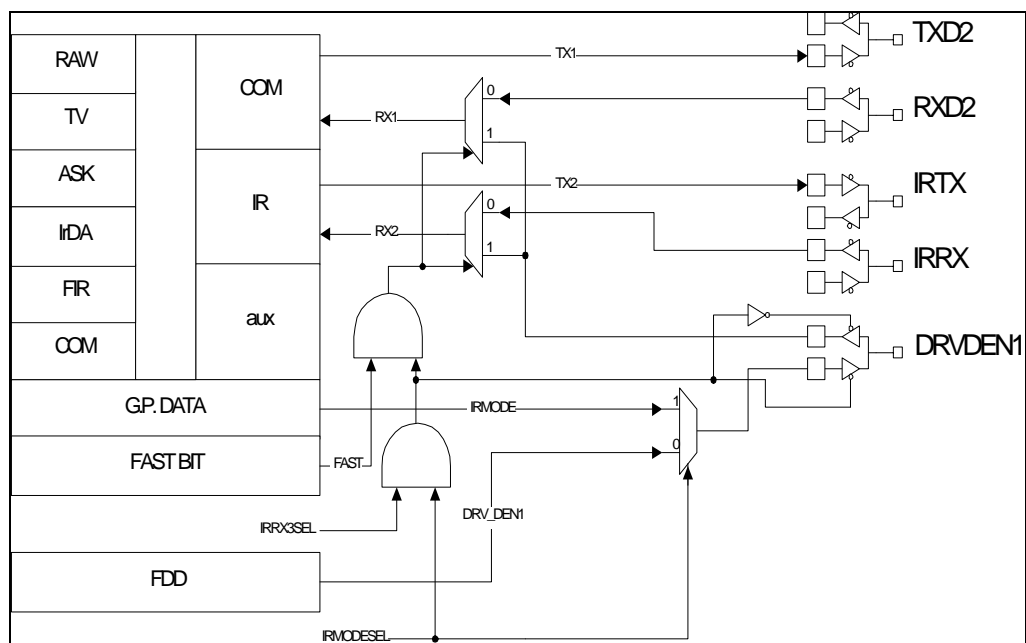 RAW
TV
ASK
IrDA
FIR
COM
COM
IR
aux
G.P. DATA
FAST BIT
FDD
TX1
RX1
0
1
TX2
RX2
0
1
IRMODE
FAST
IRRX3SEL
DRV_DEN1
IRMODESEL
1
0
TXD2
RXD2
IRTX
IRRX
DRVDEN1